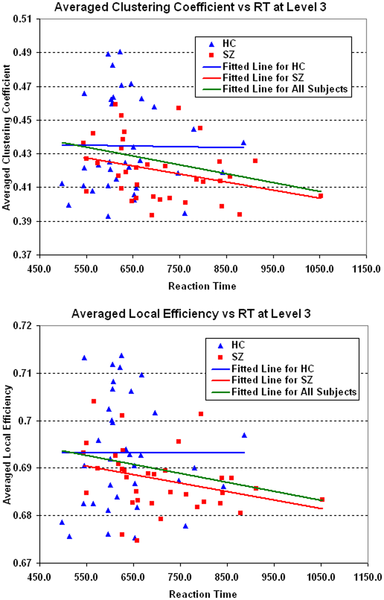 Averaged Clustering Coefficient vs RT at Level 3
Averaged Clustering Coefficient
0.51
0.49
0.47
0.45
0.43
0.41
0.39
0.37
HC
SZ
Fitted Line for HC
Fitted Line for SZ
Fitted Line for All Subjects
450.0 550.0 650.0 750.0 850.0 950.0 1050.0 1150.0
Reaction Time
Averaged Local Efficiency vs RT at Level 3
Averaged Local Efficiency
0.72
0.71
0.7
0.69
0.68
0.67
HC
SZ
Fitted Line for HC
Fitted Line for SZ
Fitted Line for All Subjects
450.0 550.0 650.0 750.0 850.0 950.0 1050.0 1150.0
Reaction Time